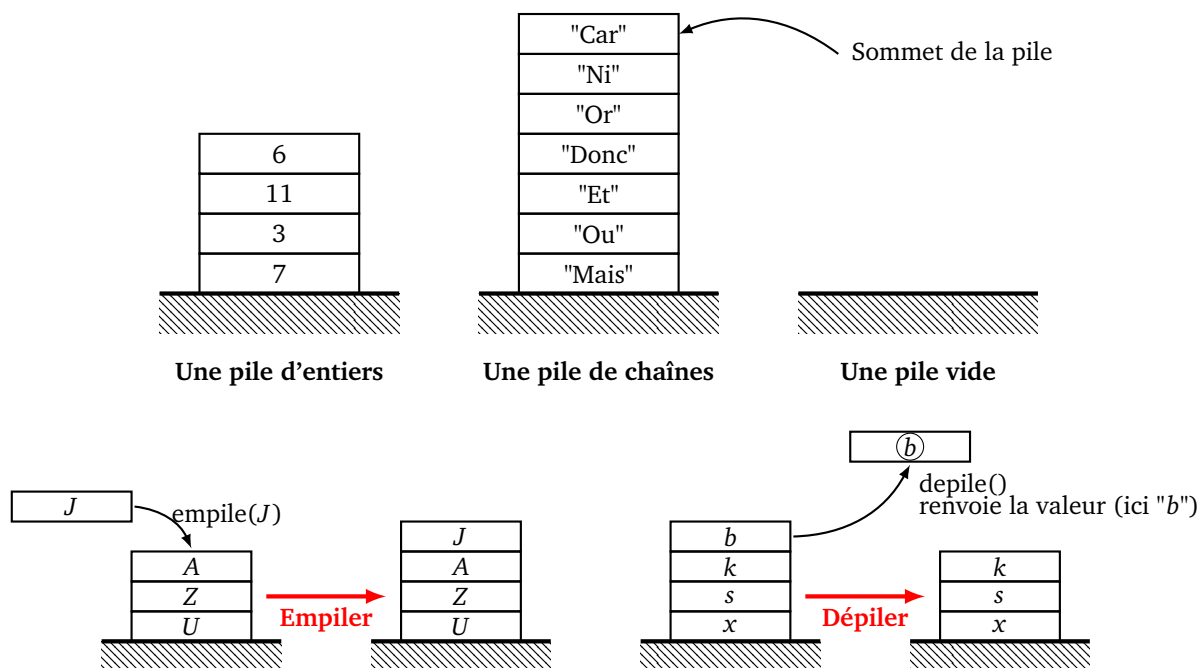 "Car"
Sommet de la pile
"Ni"
"Or"
6
"Donc"
11
"Et"
3
"Ou"
7
"Mais"
Une pile d'entiers
Une pile de chaînes
Une pile vide
J
empile(J)
A
Z
U
Empiler
J
A
Z
U
b
depile()
renvoie la valeur (ici "b")
b
k
s
x
Dépiler
k
s
x